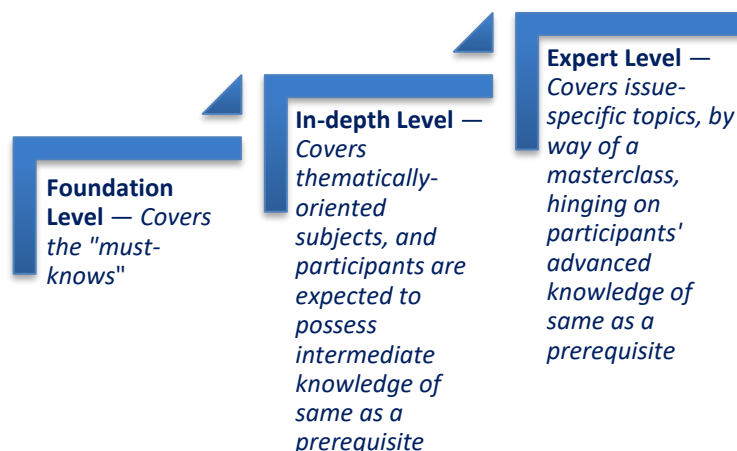 Foundation
Level — Covers
the "must-
knows"
In-depth Level —
Covers
thematically-
oriented
subjects, and
participants are
expected to
possess
intermediate
knowledge of
same as a
prerequisite
Expert Level —
Covers issue-
specific topics, by
way of a
masterclass,
hinging on
participants'
advanced
knowledge of
same as a
prerequisite